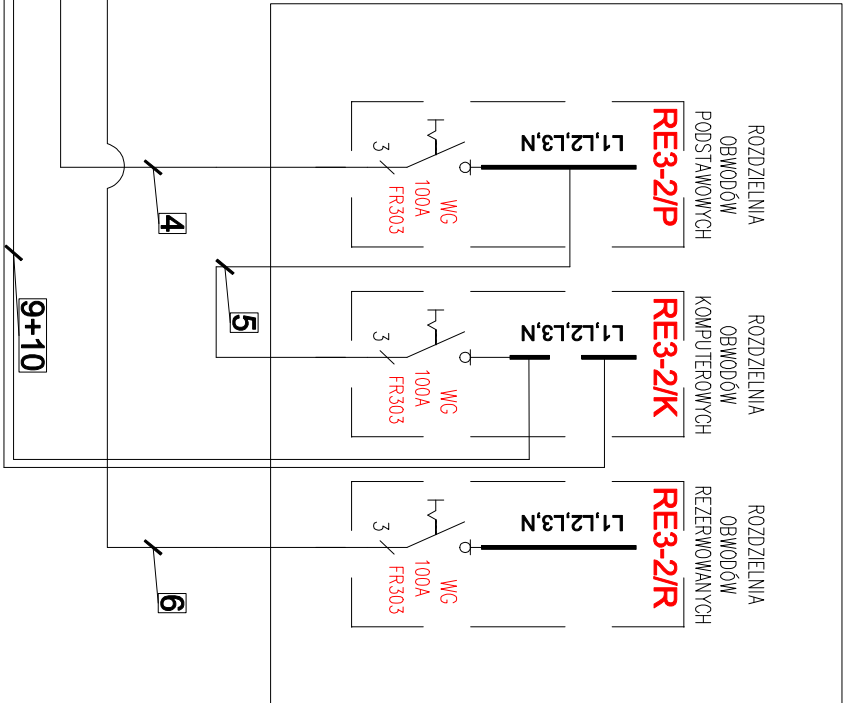 ROZDZIELNIA
OBWODÓW
PODSTAWOWYCH
RE3-2/P
L1,L2,L3,N
WG
100A
FR303
3
4
5
ROZDZIELNIA
OBWODÓW
KOMPUTEROWYCH
RE3-2/K
L1,L2,L3,N
WG
100A
FR303
3
9+10
ROZDZIELNIA
OBWODÓW
REZERWOWANYCH
RE3-2/R
L1,L2,L3,N
WG
100A
FR303
3
6